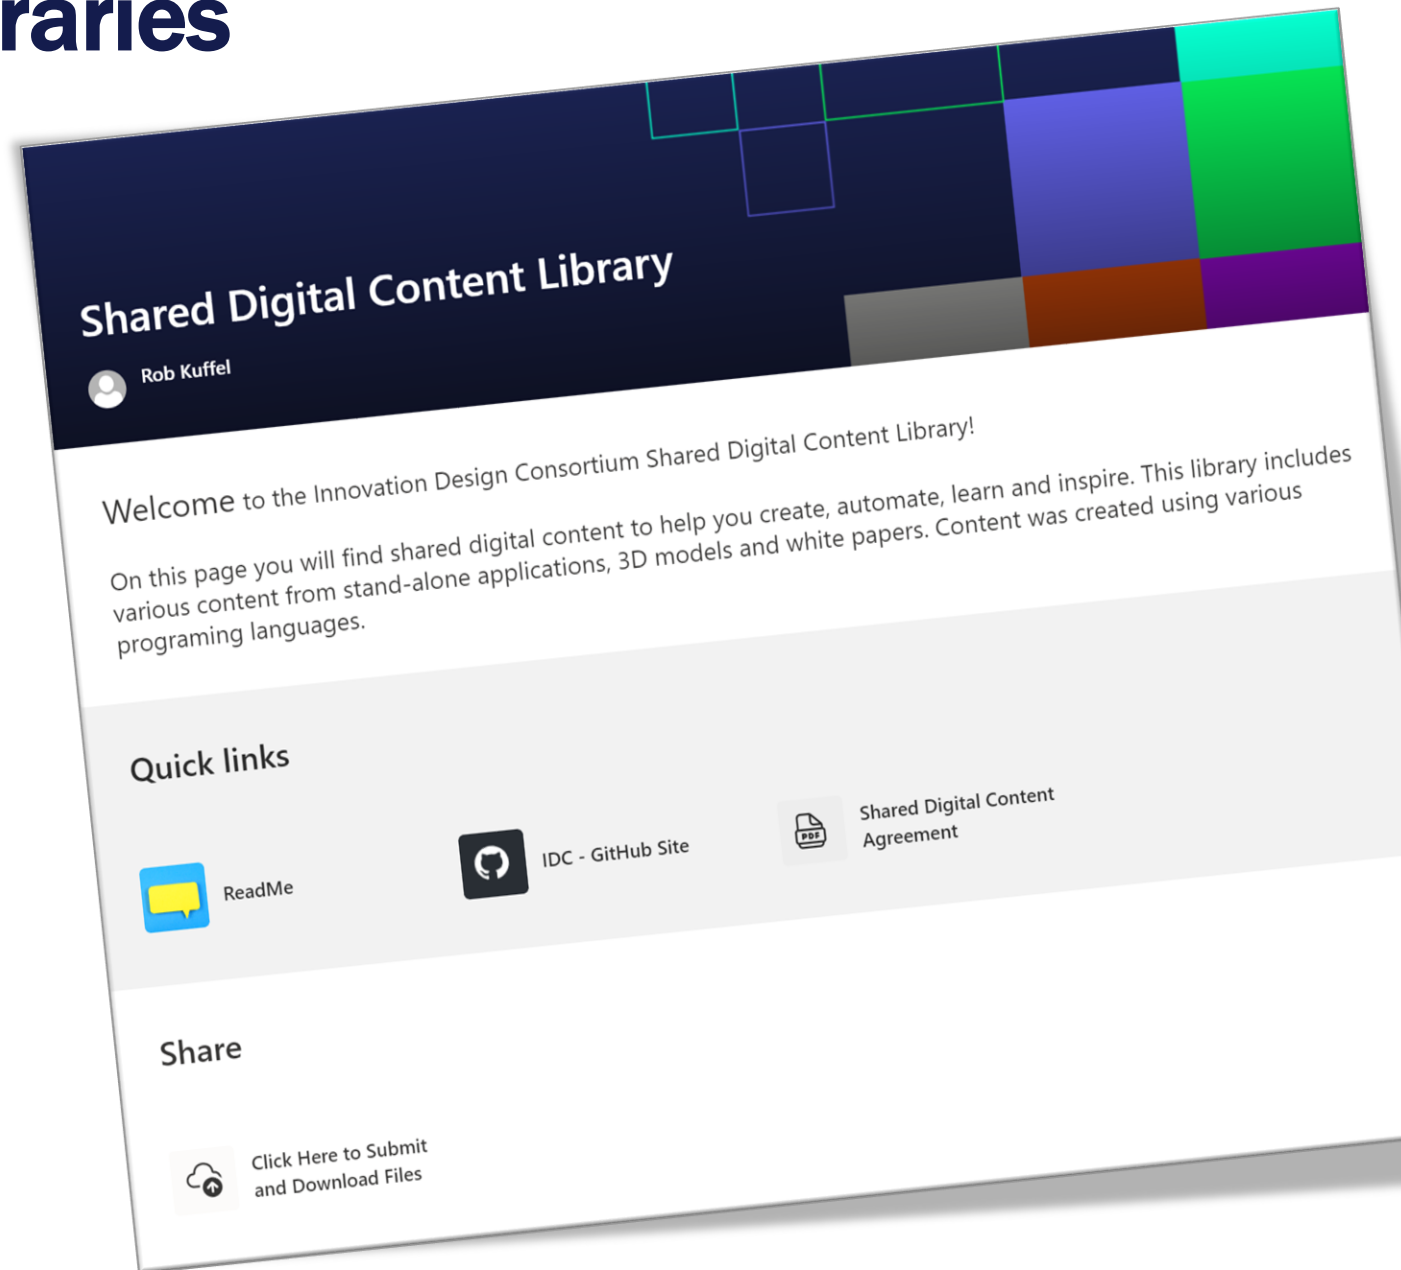 raries
Shared Digital Content Library
Rob Kuffel
Welcome to the Innovation Design Consortium Shared Digital Content Library!
On this page you will find shared digital content to help you create, automate, learn and inspire. This library includes
various content from stand-alone applications, 3D models and white papers. Content was created using various
programing languages.
Quick links
ReadMe
IDC - GitHub Site
PDF
Shared Digital Content
Agreement
Share
Click Here to Submit
and Download Files